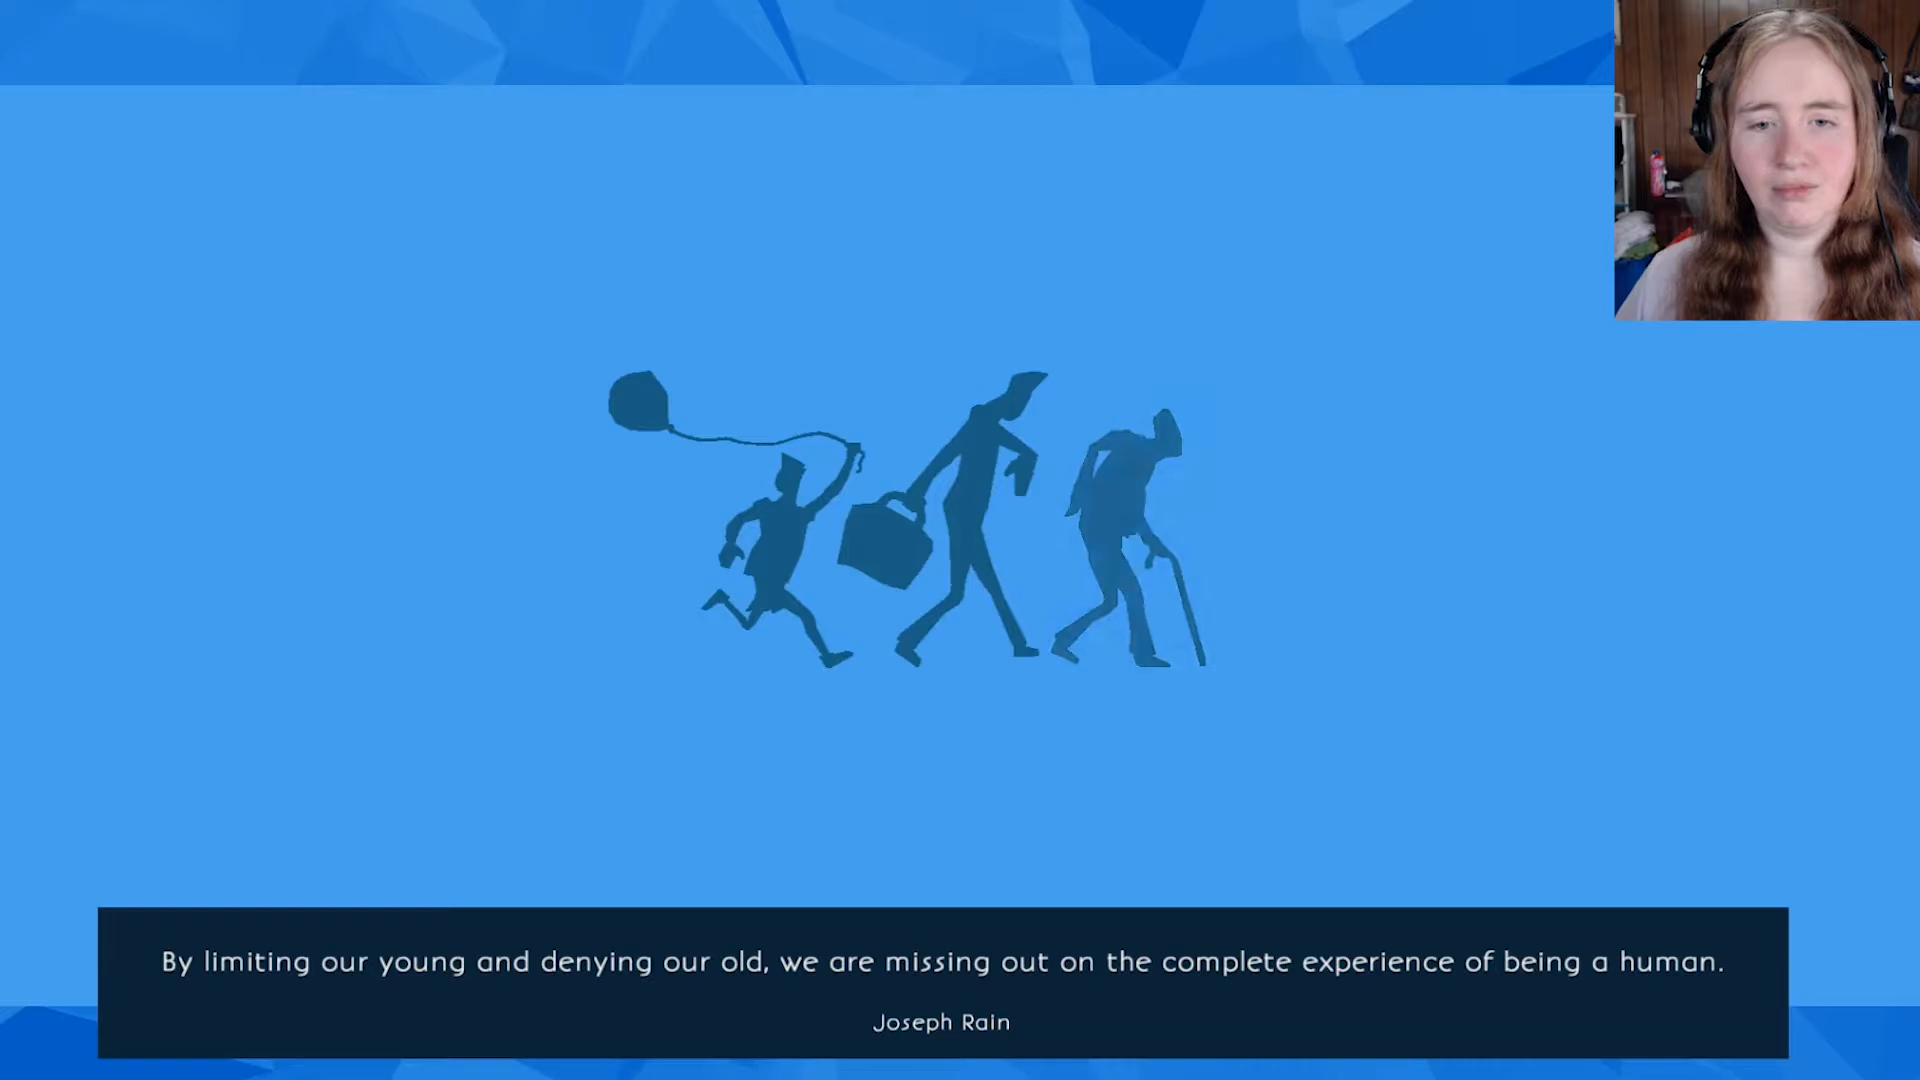 By limiting our young and denying our old, we are missing out on the complete experience of being a human.
Joseph Rain